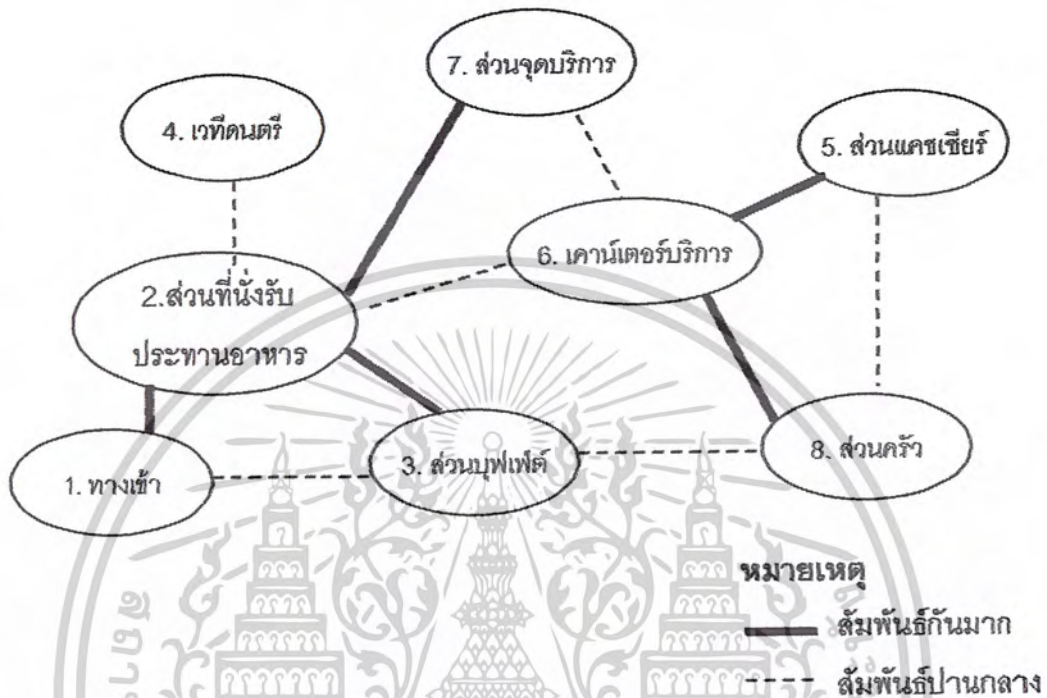 7. ส่วนจุดบริการ
4. เวทีดนตรี
5. ส่วนแคชเชียร์
6. เคาน์เตอร์บริการ
2.ส่วนที่นั่งรับ
ประทานอาหาร
3. ส่วนบุฟเฟ่ต์
8. ส่วนครัว
1. ทางเข้า
หมายเหตุ
สัมพันธ์กันมาก
สัมพันธ์ปานกลาง